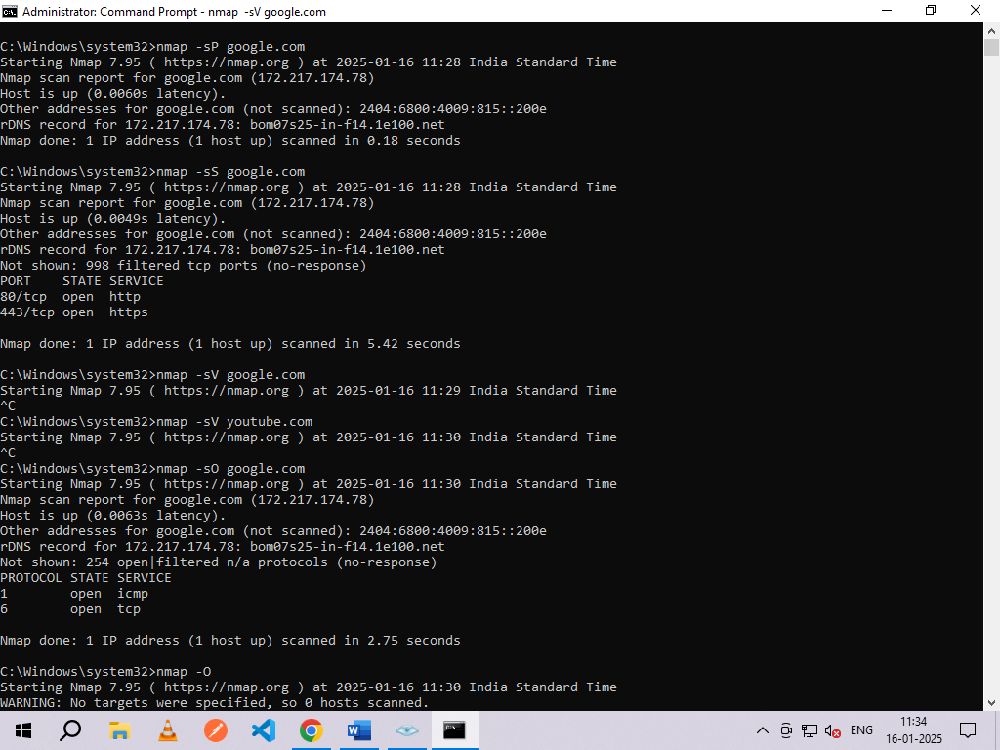 Administrator: Command Prompt - nmap  -sV google.com
C:\Windows\system32>nmap -sP google.com
Starting Nmap 7.95 ( https://nmap.org ) at 2025-01-16 11:28 India Standard Time
Nmap scan report for google.com (172.217.174.78)
Host is up (0.0060s latency).
Other addresses for google.com (not scanned): 2404:6800:4009:815::200e
rDNS record for 172.217.174.78: bom07s25-in-f14.1e100.net
Nmap done: 1 IP address (1 host up) scanned in 0.18 seconds
C:\Windows\system32>nmap -sS google.com
Starting Nmap 7.95 ( https://nmap.org ) at 2025-01-16 11:28 India Standard Time
Nmap scan report for google.com (172.217.174.78)
Host is up (0.0049s latency).
Other addresses for google.com (not scanned): 2404:6800:4009:815::200e
rDNS record for 172.217.174.78: bom07s25-in-f14.1e100.net
Not shown: 998 filtered tcp ports (no-response)
PORT    STATE SERVICE
80/tcp  open  http
443/tcp open  https
Nmap done: 1 IP address (1 host up) scanned in 5.42 seconds
C:\Windows\system32>nmap -sV google.com
Starting Nmap 7.95 ( https://nmap.org ) at 2025-01-16 11:29 India Standard Time
^C
C:\Windows\system32>nmap -sV youtube.com
Starting Nmap 7.95 ( https://nmap.org ) at 2025-01-16 11:30 India Standard Time
^C
C:\Windows\system32>nmap -sO google.com
Starting Nmap 7.95 ( https://nmap.org ) at 2025-01-16 11:30 India Standard Time
Nmap scan report for google.com (172.217.174.78)
Host is up (0.0063s latency).
Other addresses for google.com (not scanned): 2404:6800:4009:815::200e
rDNS record for 172.217.174.78: bom07s25-in-f14.1e100.net
Not shown: 254 open|filtered n/a protocols (no-response)
PROTOCOL STATE SERVICE
1        open  icmp
6        open  tcp
Nmap done: 1 IP address (1 host up) scanned in 2.75 seconds
C:\Windows\system32>nmap -O
Starting Nmap 7.95 ( https://nmap.org ) at 2025-01-16 11:30 India Standard Time
WARNING: No targets were specified, so 0 hosts scanned.
ENG
11:34
16-01-2025